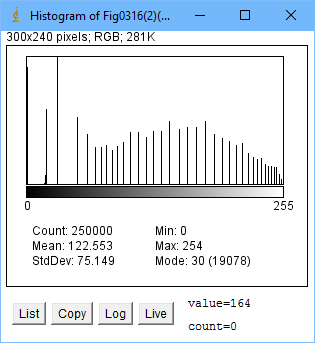 Histogram of Fig0316(2)(...
300x240 pixels; RGB; 281K
0 255
Count: 250000 Min: 0
Mean: 122.553 Max: 254
StdDev: 75.149 Mode: 30 (19078)
List Copy Log Live value=164
count=0